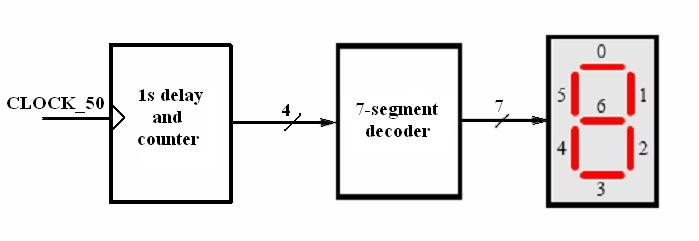 CLOCK_50
1s delay
and
counter
4
7-segment
decoder
7
0
5
1
6
4
2
3